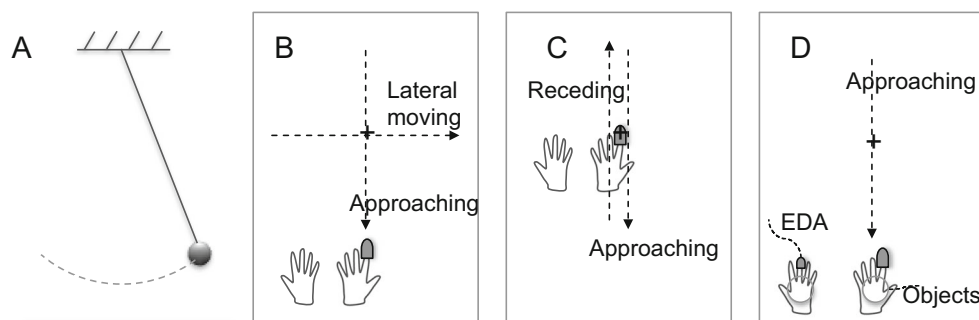 A
B
Lateral
moving
Approaching
C
Receding
Approaching
D
Approaching
EDA
Objects